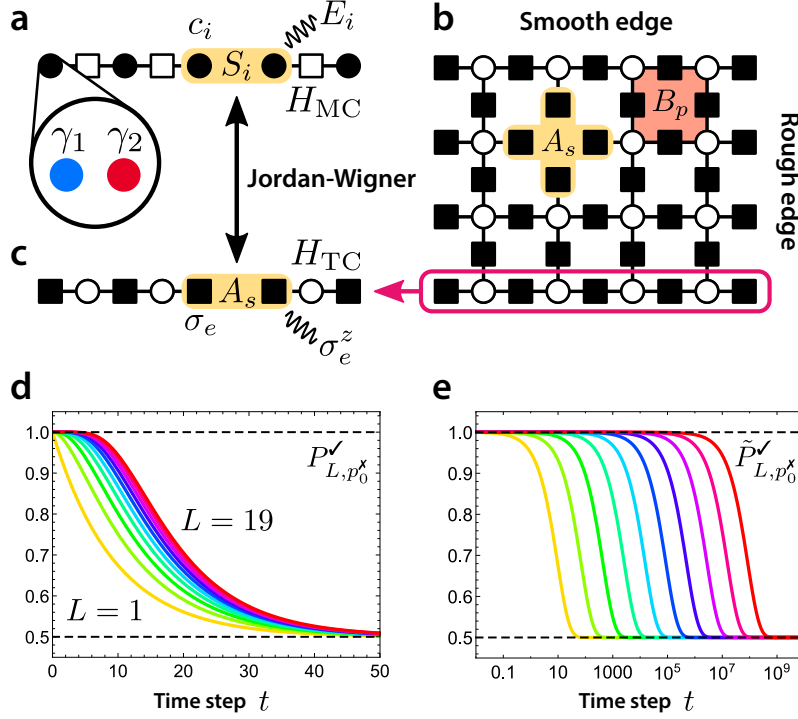 a
c_i
E_i
S_i
H_MC
γ_1 γ_2
Jordan-Wigner
b
Smooth edge
B_p
A_s
Rough edge
c
H_TC
A_s
σ_e
σ_e^z
d
1.0
0.9
0.8
0.7
0.6
0.5
P^✓_{L,p_0^✗}
L = 19
L = 1
0 10 20 30 40 50
Time step t
e
1.0
0.9
0.8
0.7
0.6
0.5
P̃^✓_{L,p_0^✗}
0.1 10 1000 10^5 10^7 10^9
Time step t